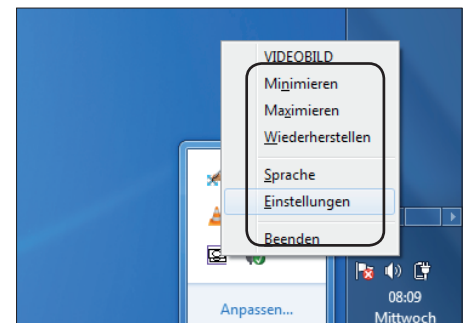 VIDEOBILD
Minimieren
Maximieren
Wiederherstellen
Sprache
Einstellungen
Beenden
Anpassen...
08:09
Mittwoch